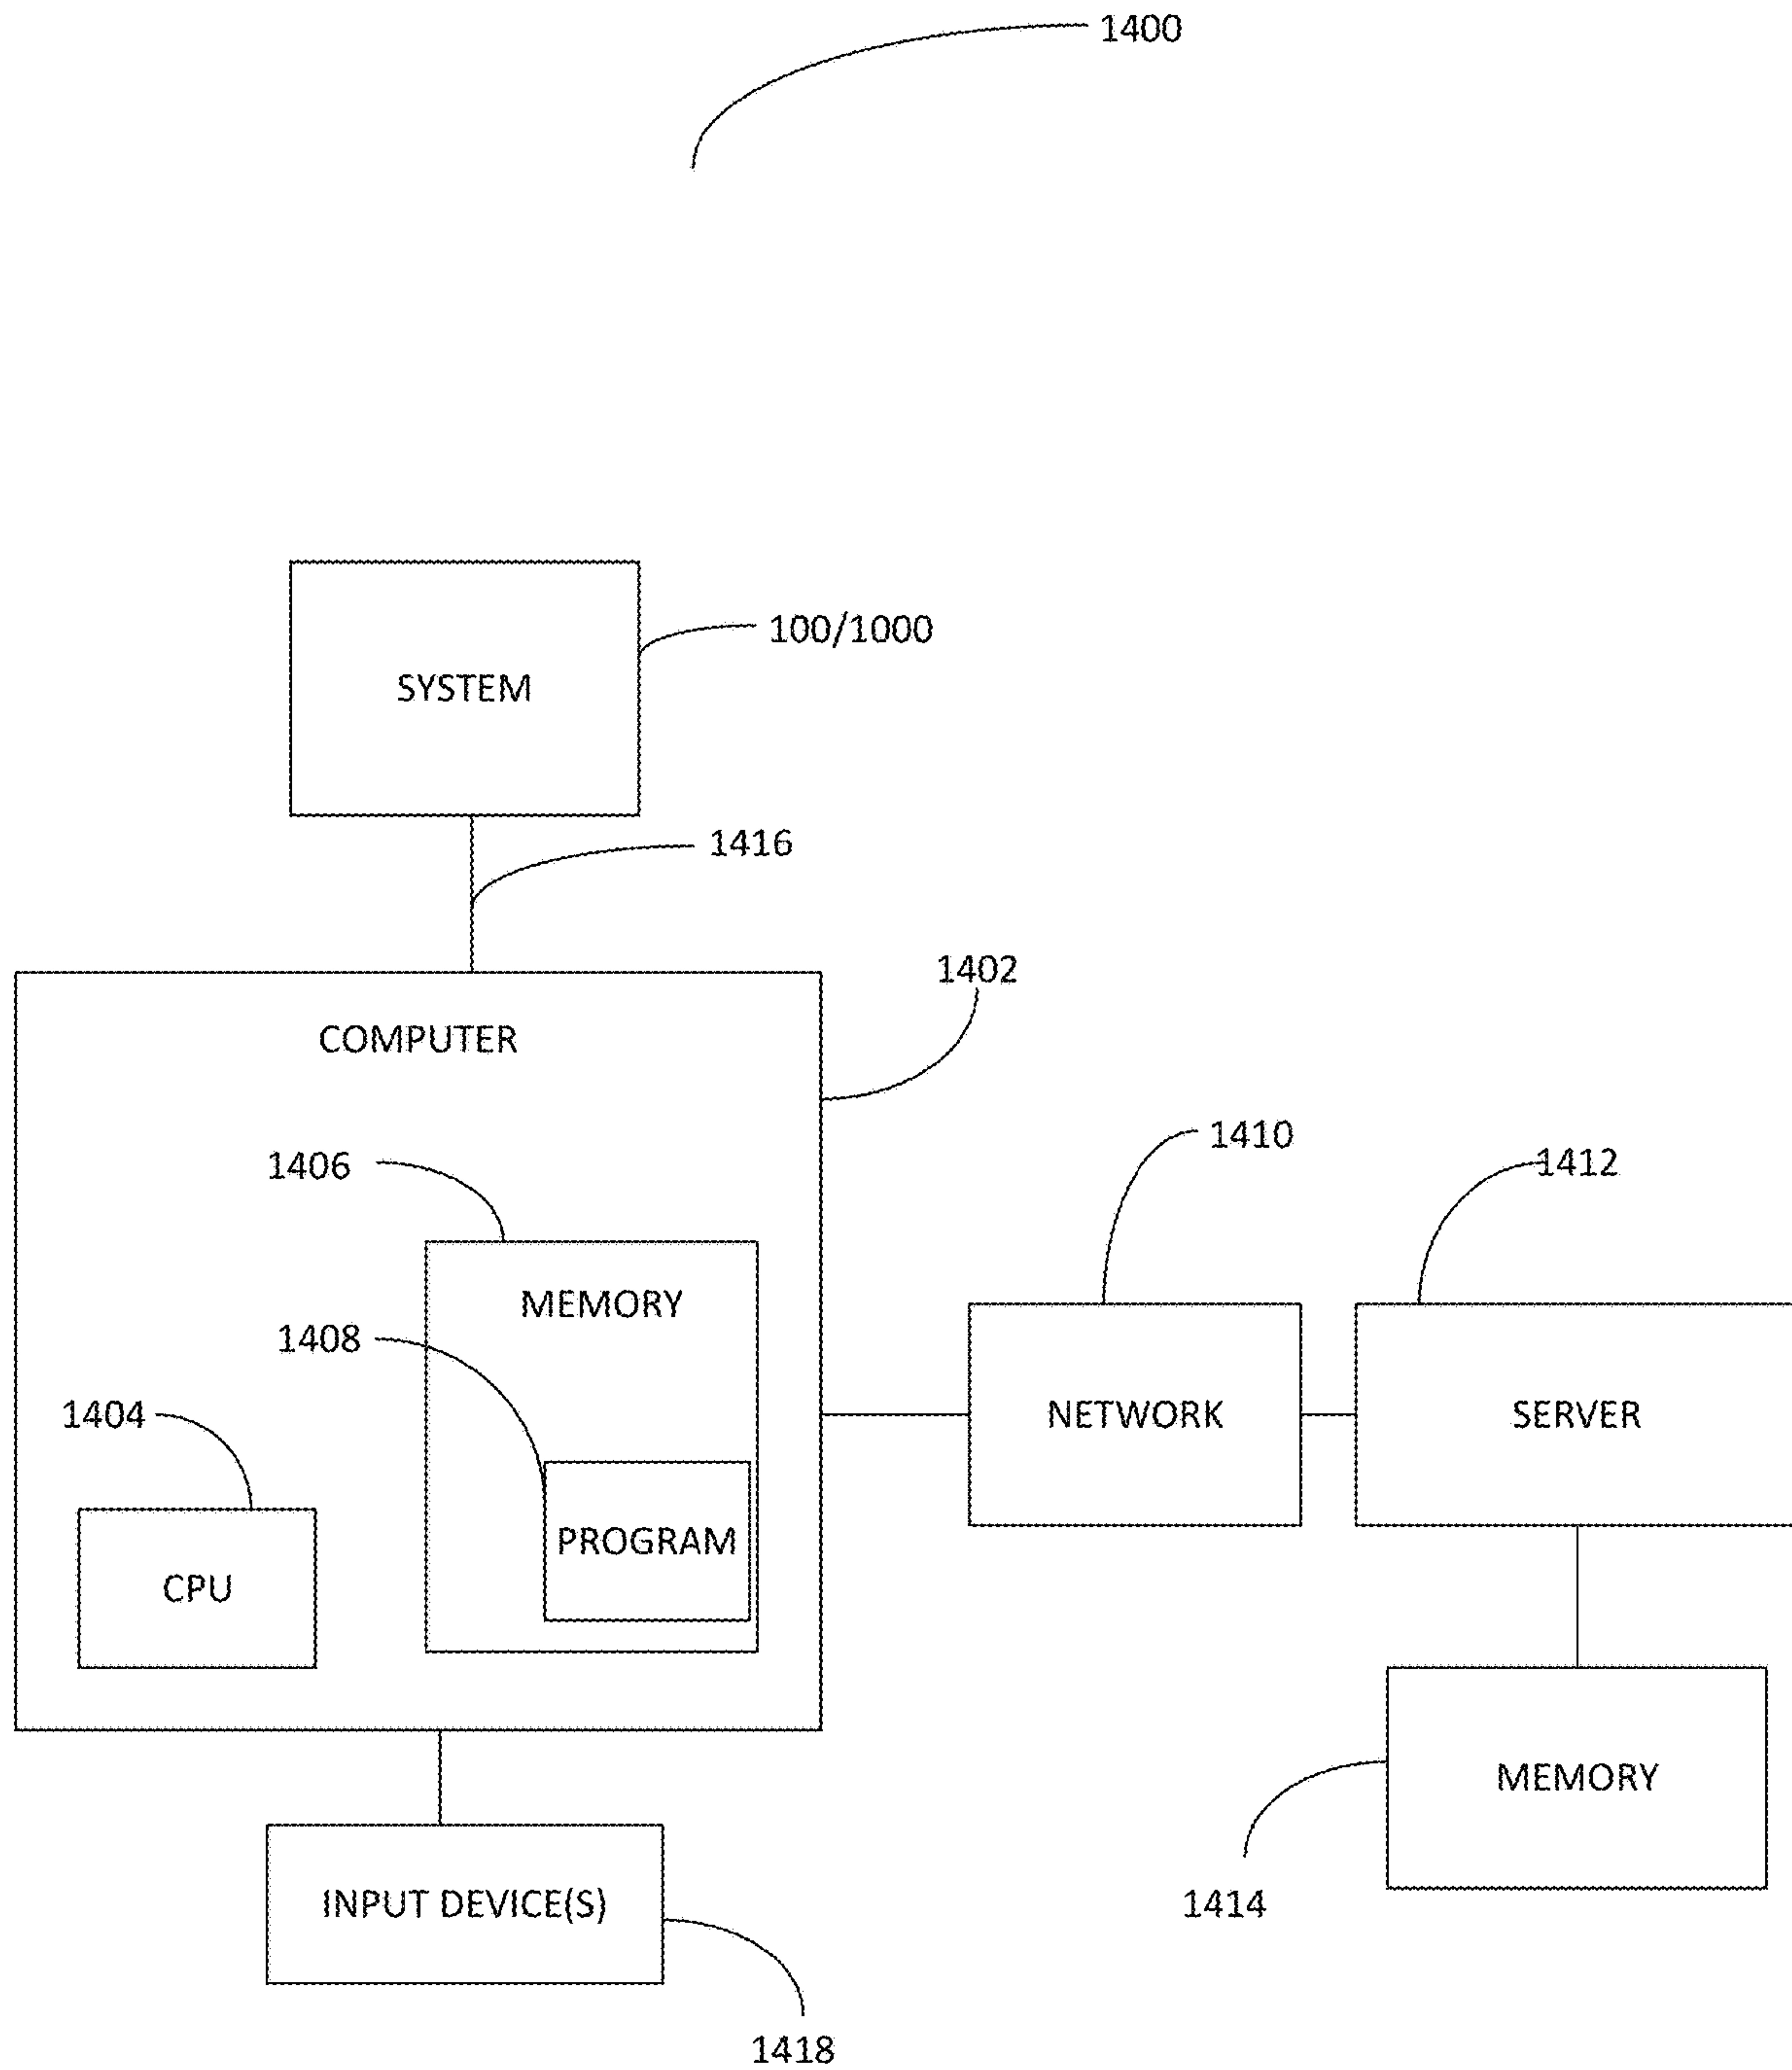 1400
100/1000
SYSTEM
1416
1402
COMPUTER
1410
1412
1406
MEMORY
1408
1404
NETWORK
SERVER
PROGRAM
CPU
MEMORY
INPUT DEVICE(S)
1414
1418